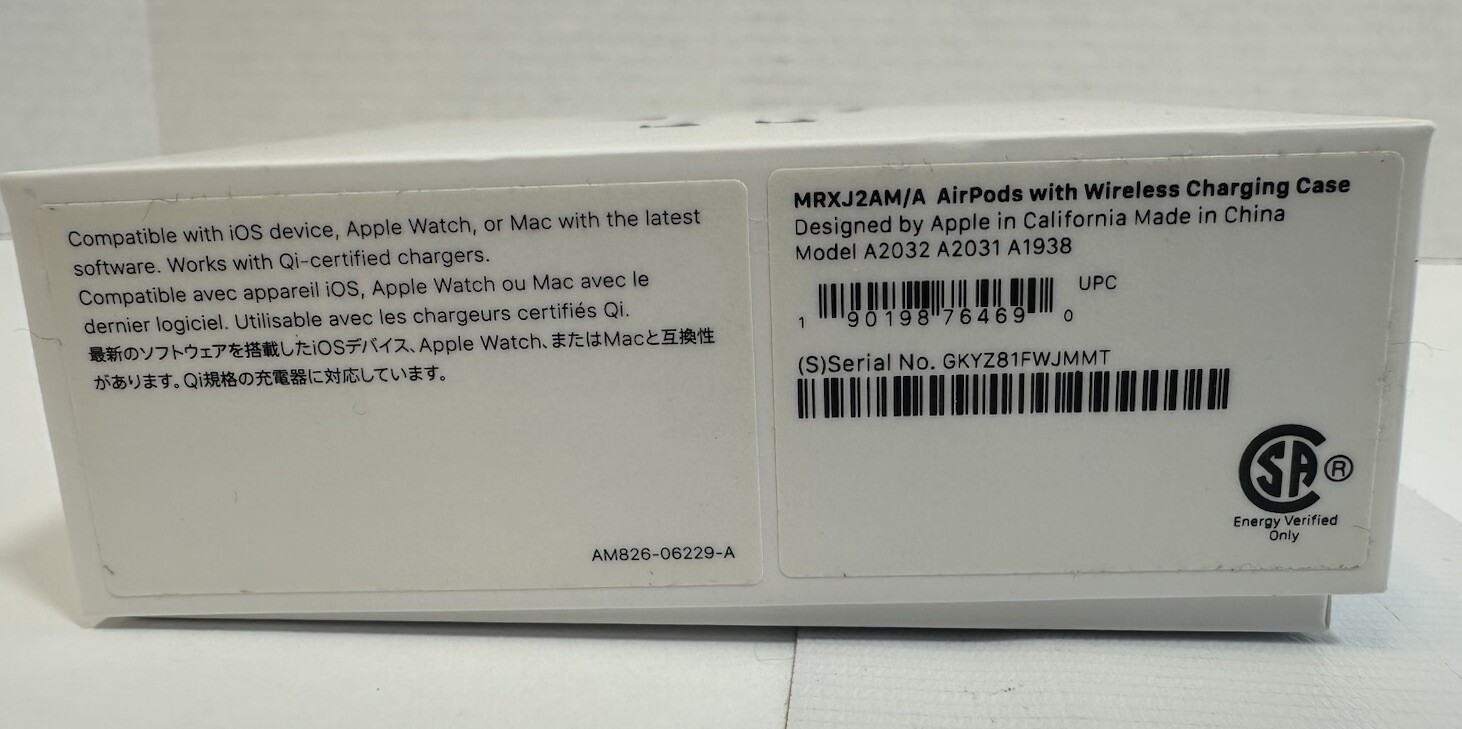 Compatible with iOS device, Apple Watch, or Mac with the latest
software. Works with Qi-certified chargers.
Compatible avec appareil iOS, Apple Watch ou Mac avec le
dernier logiciel. Utilisable avec les chargeurs certifiés Qi.
最新のソフトウェアを搭載したiOSデバイス、Apple Watch、またはMacと互換性
があります。Qi規格の充電器に対応しています。
AM826-06229-A
MRXJ2AM/A AirPods with Wireless Charging Case
Designed by Apple in California Made in China
Model A2032 A2031 A1938
UPC
1 90198 76469 0
(S)Serial No. GKYZ81FWJMMT
SA ®
Energy Verified
Only